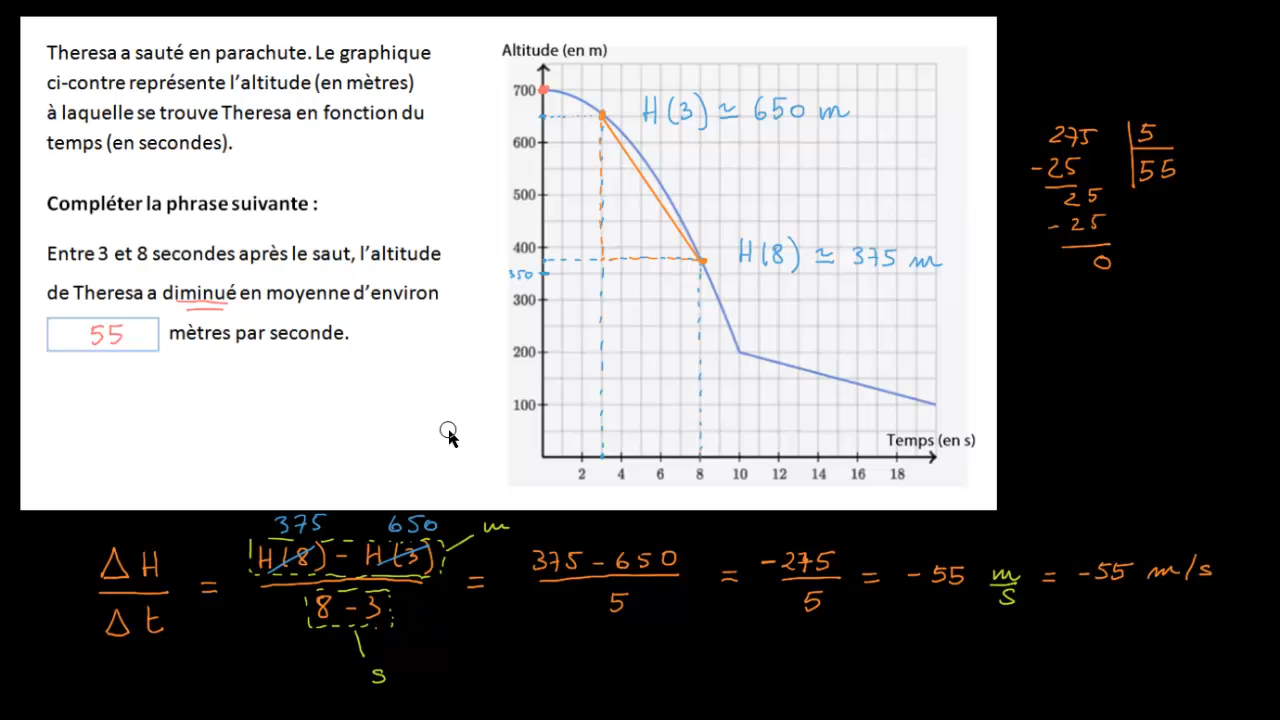 Theresa a sauté en parachute. Le graphique
ci-contre représente l’altitude (en mètres)
à laquelle se trouve Theresa en fonction du
temps (en secondes).
Compléter la phrase suivante :
Entre 3 et 8 secondes après le saut, l’altitude
de Theresa a diminué en moyenne d’environ
55 mètres par seconde.
Altitude (en m)
700
600
500
400
350
300
200
100
H(3) ≃ 650 m
H(8) ≃ 375 m
Temps (en s)
2 4 6 8 10 12 14 16 18
275 | 5
-25 | 55
25
-25
0
375 650 m
ΔH/Δt = (H(8) - H(3))/(8-3) = (375-650)/5 = -275/5 = -55 m/s = -55 m/s
s